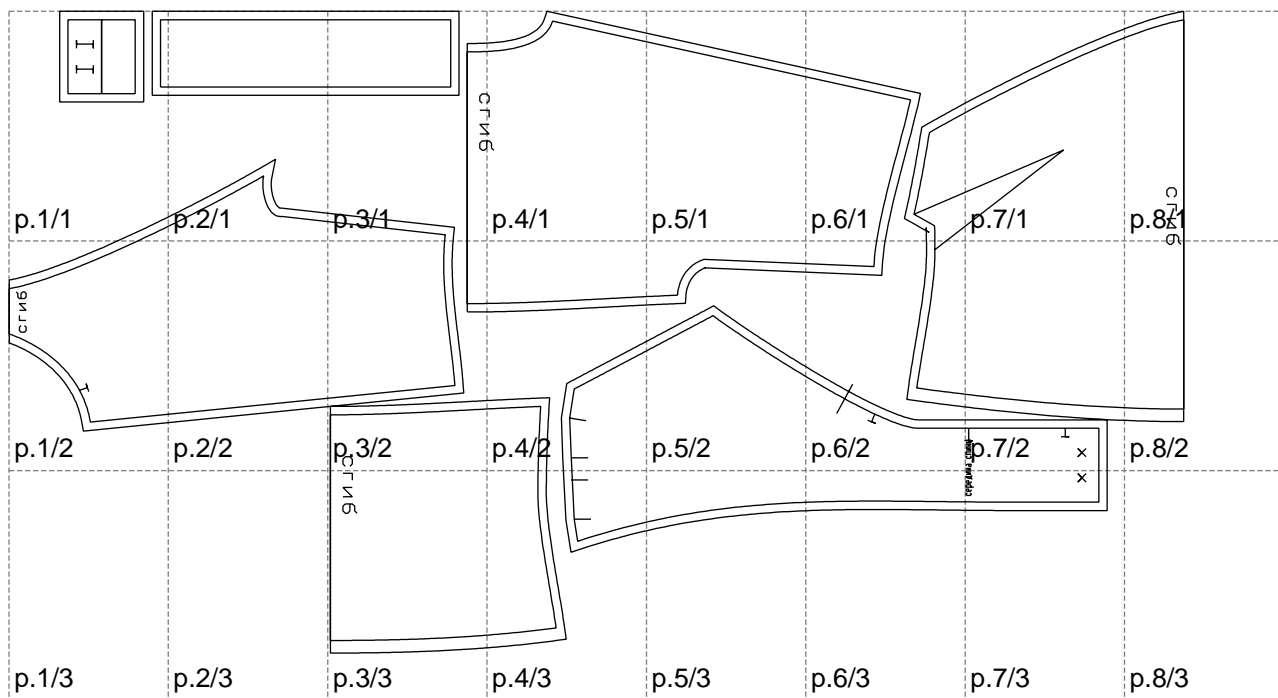 сгиб
p.1/1
p.2/1
p.3/1
p.4/1
p.5/1
p.6/1
p.7/1
p.8/1
сгиб
сгиб
p.1/2
p.2/2
p.3/2
p.4/2
p.5/2
p.6/2
p.7/2
p.8/2
сгиб
середина спины
p.1/3
p.2/3
p.3/3
p.4/3
p.5/3
p.6/3
p.7/3
p.8/3